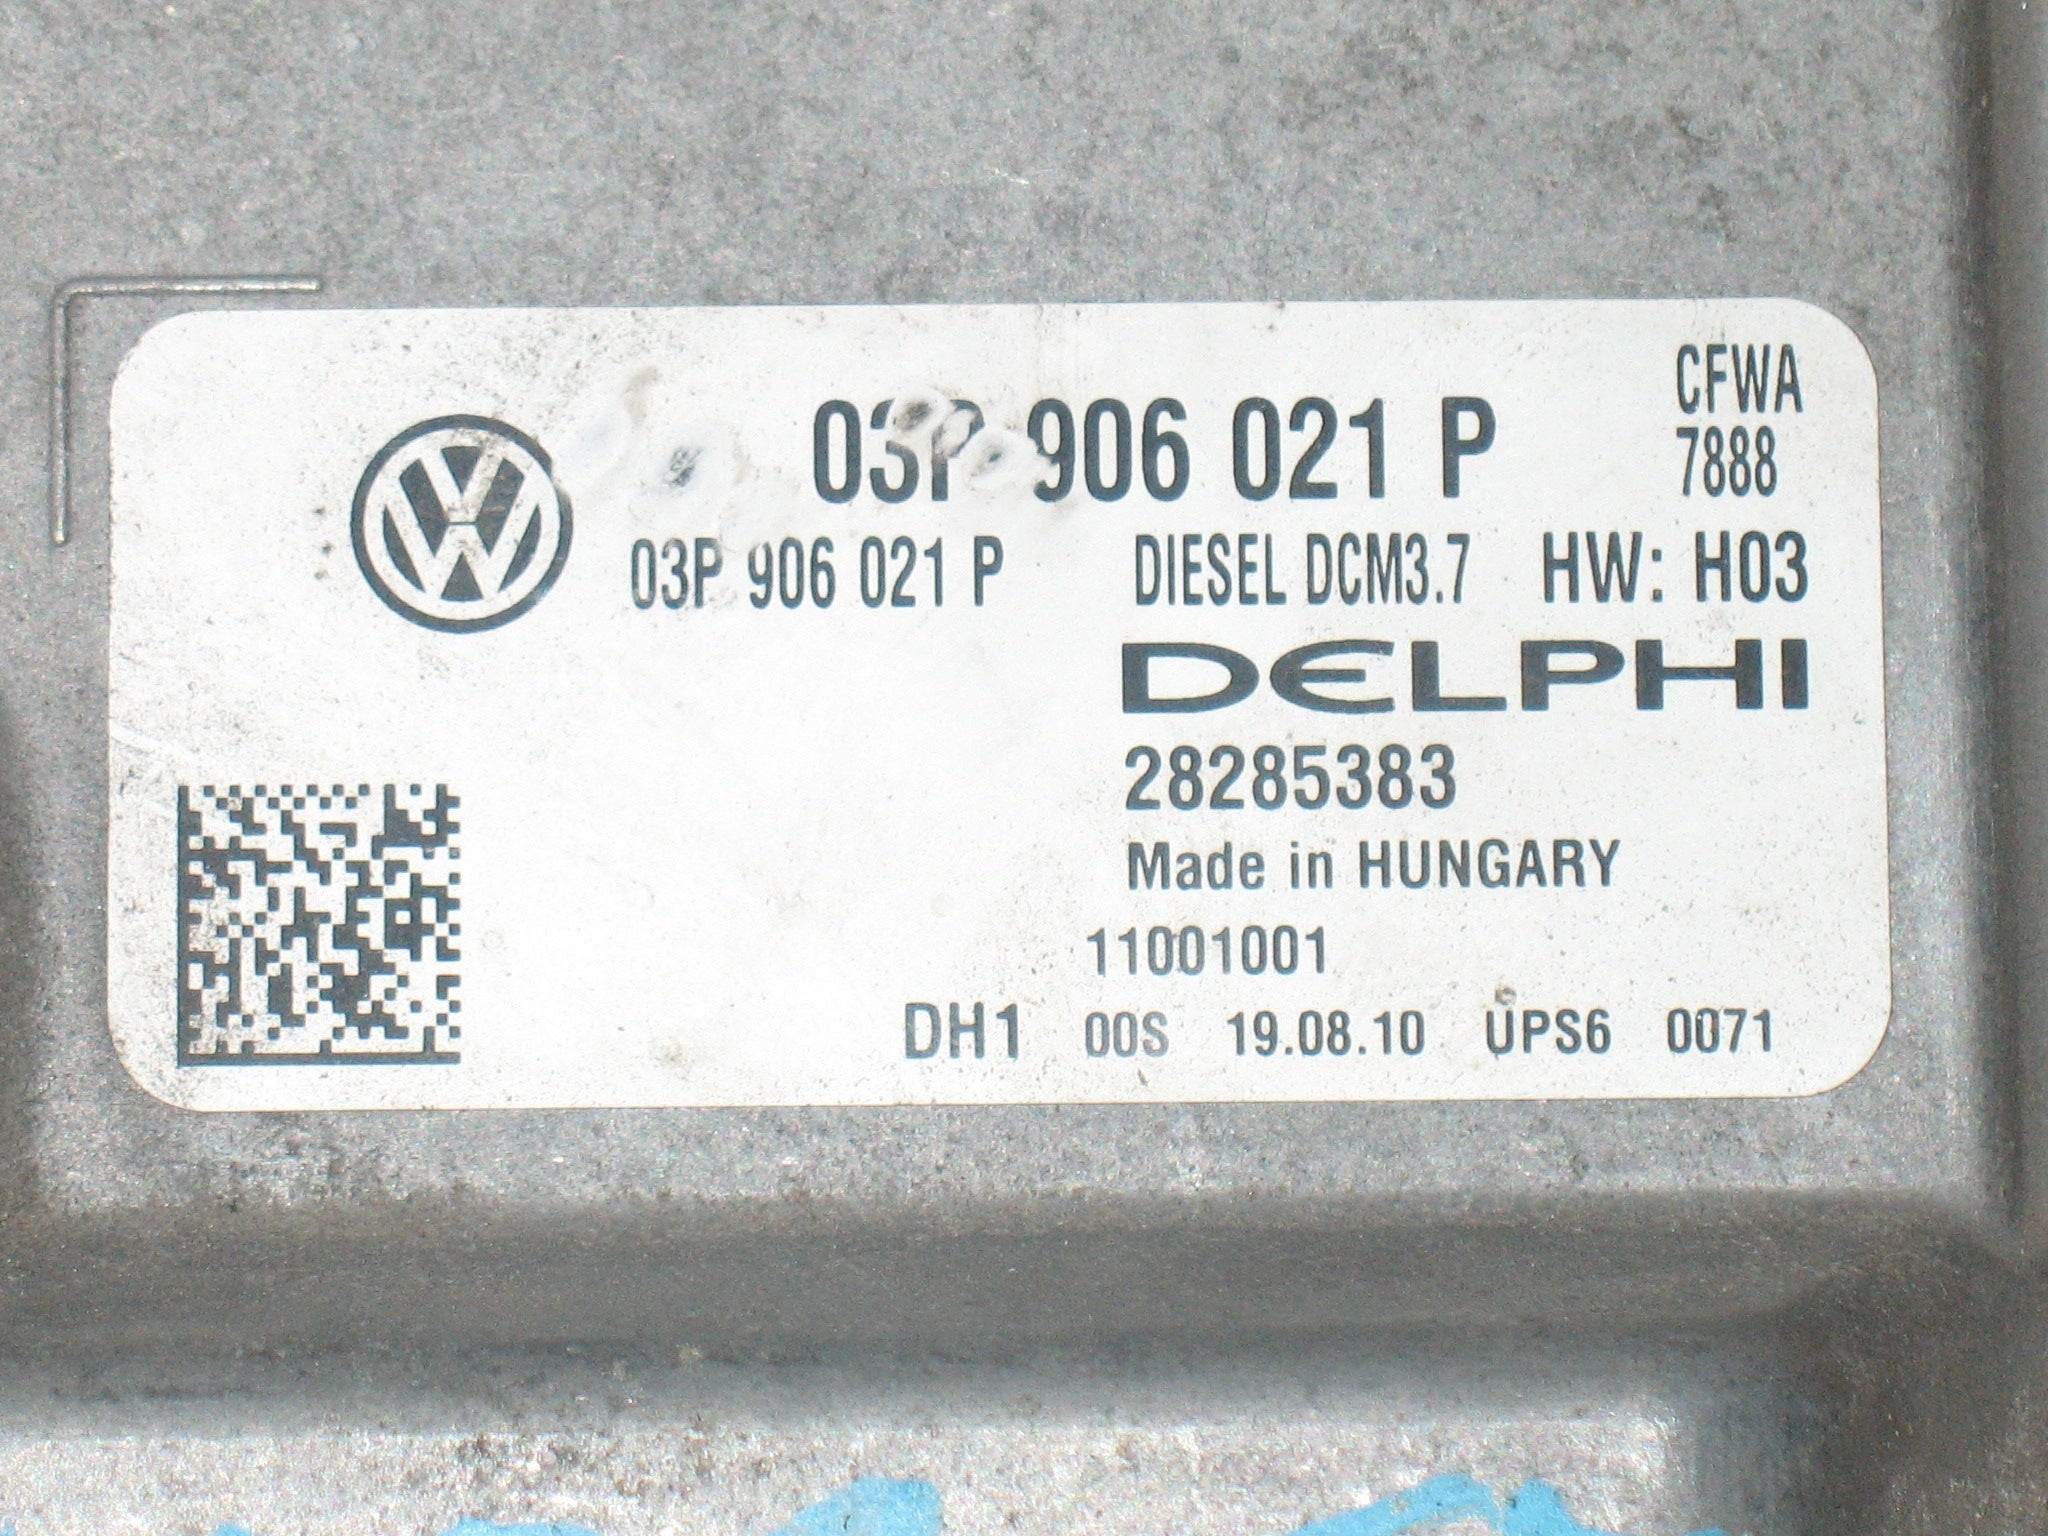 CFWA
03P 906 021 P
7888
03P 906 021 P DIESEL DCM3.7 HW: H03
DELPHI
28285383
Made in HUNGARY
11001001
DH1 00S 19.08.10 UPS6 0071